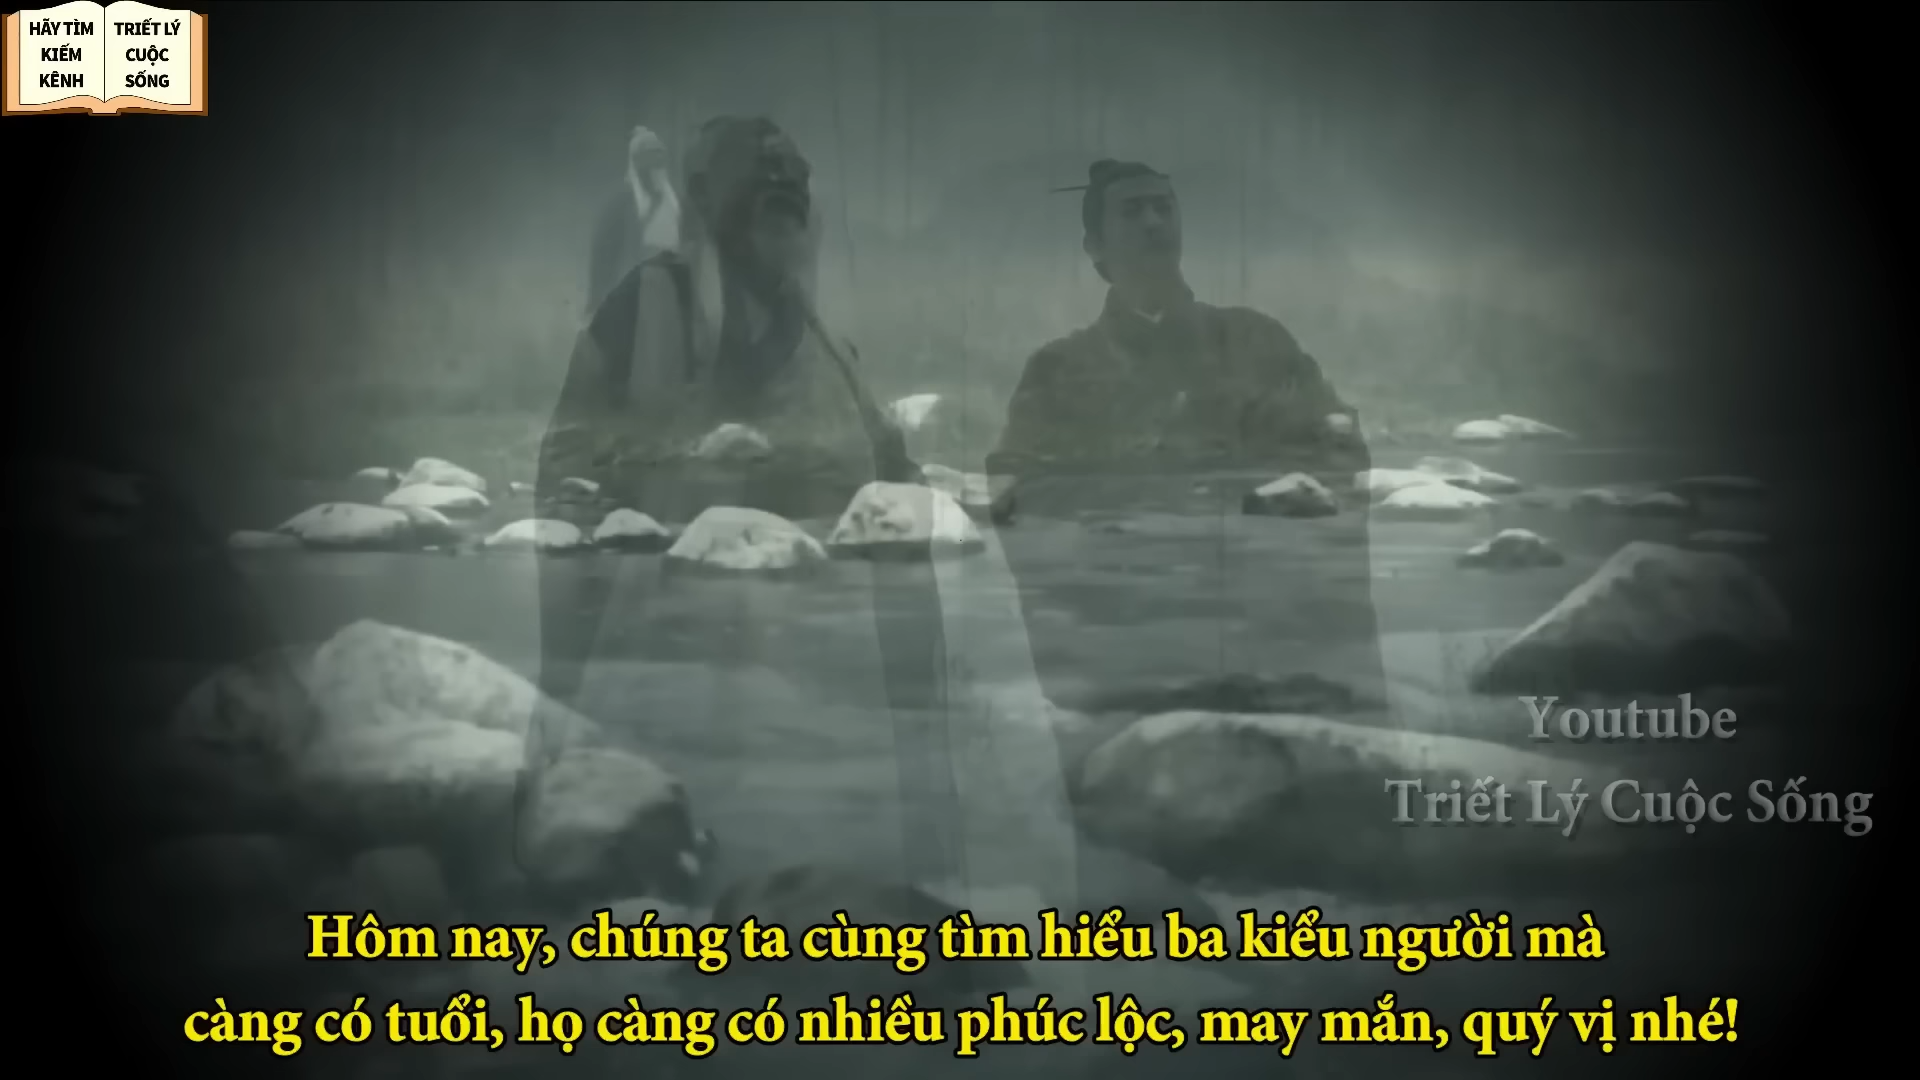 HÃY TÌM
KIẾM
KÊNH
TRIẾT LÝ
CUỘC
SỐNG
Youtube
Triết Lý Cuộc Sống
Hôm nay, chúng ta cùng tìm hiểu ba kiểu người mà
càng có tuổi, họ càng có nhiều phúc lộc, may mắn, quý vị nhé!